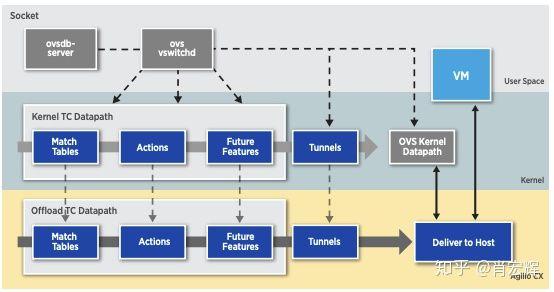 Socket
ovsdb-
server
ovs
vswitchd
VM
User Space
Kernel TC Datapath
Match
Tables
Actions
Future
Features
Tunnels
OVS Kernel
Datapath
Kernel
Offload TC Datapath
Match
Tables
Actions
Future
Features
Tunnels
Deliver to Host
知乎 @肖宏辉
Agilio CX